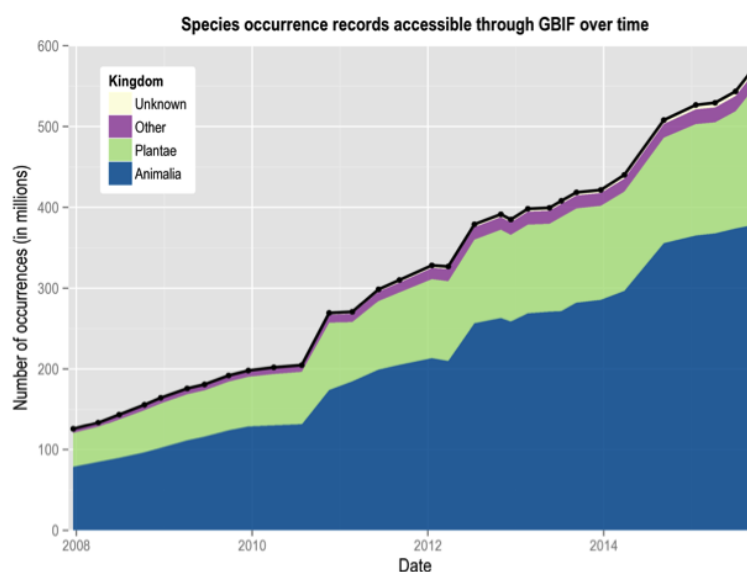 Species occurrence records accessible through GBIF over time
600
500
400
300
200
100
0
Number of occurrences (in millions)
Kingdom
Unknown
Other
Plantae
Animalia
2008
2010
2012
2014
Date